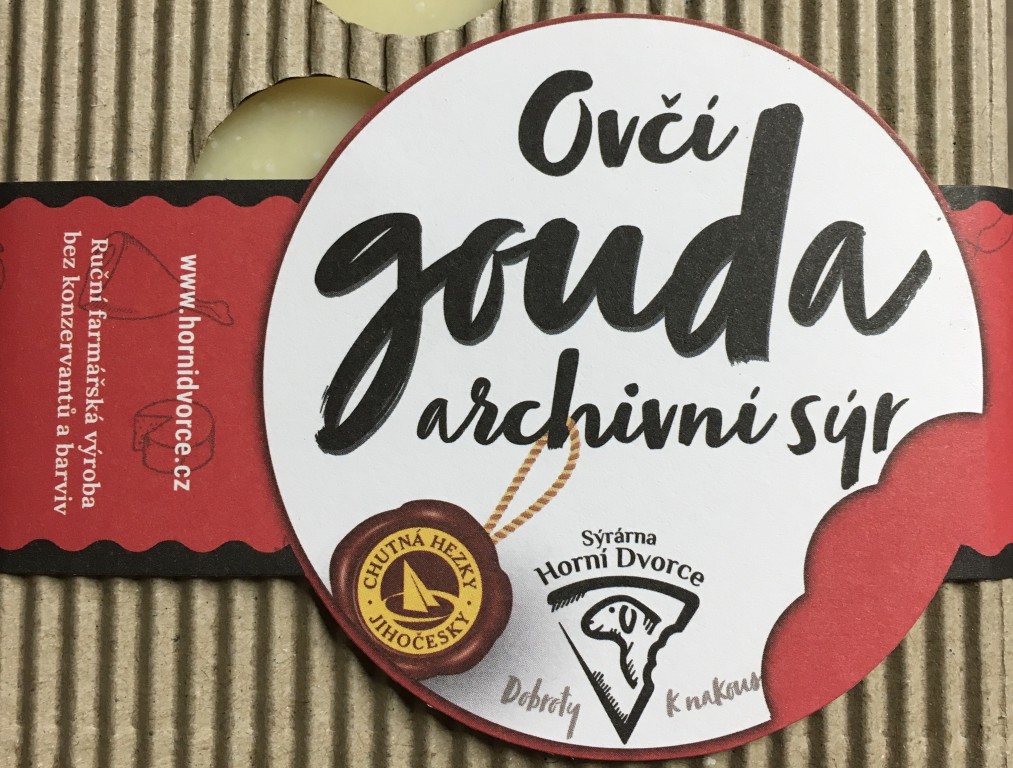 Ovčí
gouda
archivní sýr
CHUTNÁ HEZKY
JIHOČESKY
Sýrárna
Horní Dvorce
Dobroty
www.hornidvorce.cz
Ruční farmářská výroba
bez konzervantů a barviv